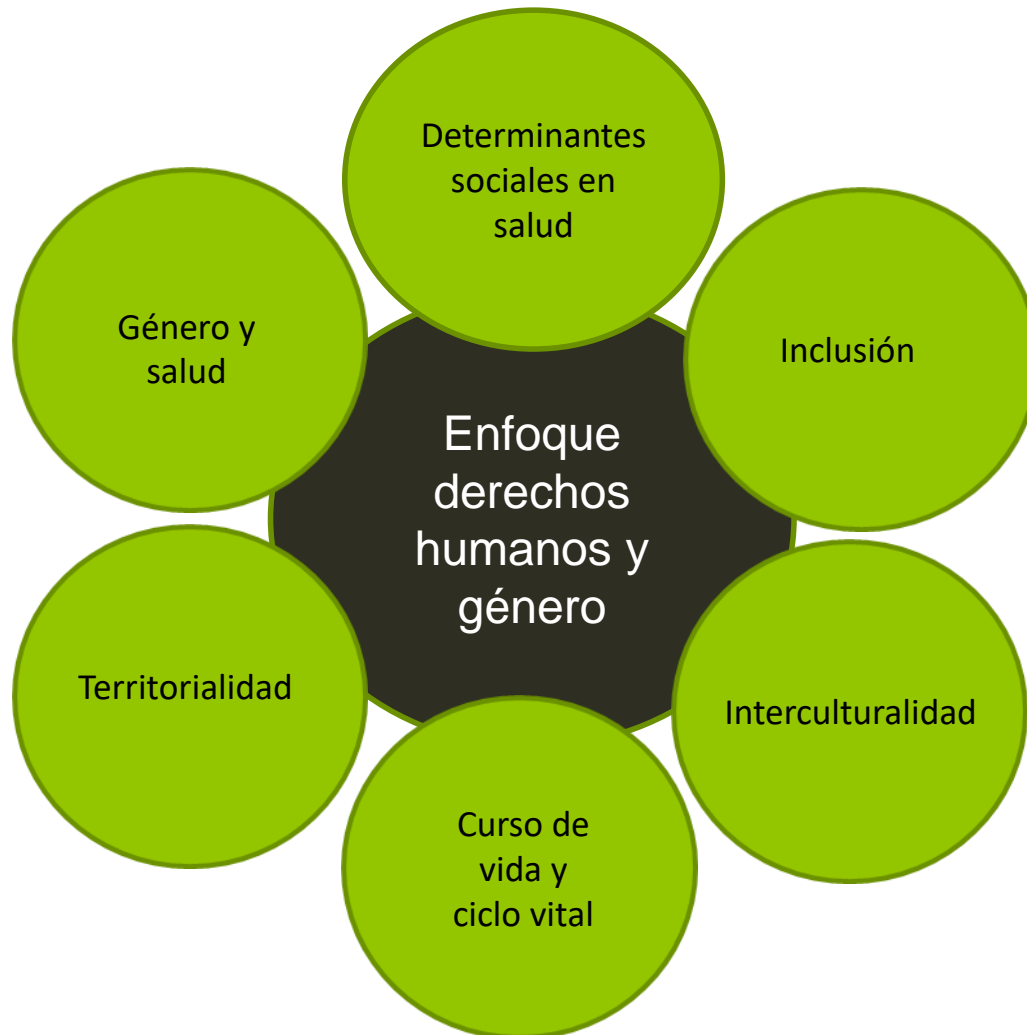 Determinantes
sociales en
salud
Género y
salud
Inclusión
Enfoque
derechos
humanos y
género
Territorialidad
Interculturalidad
Curso de
vida y
ciclo vital